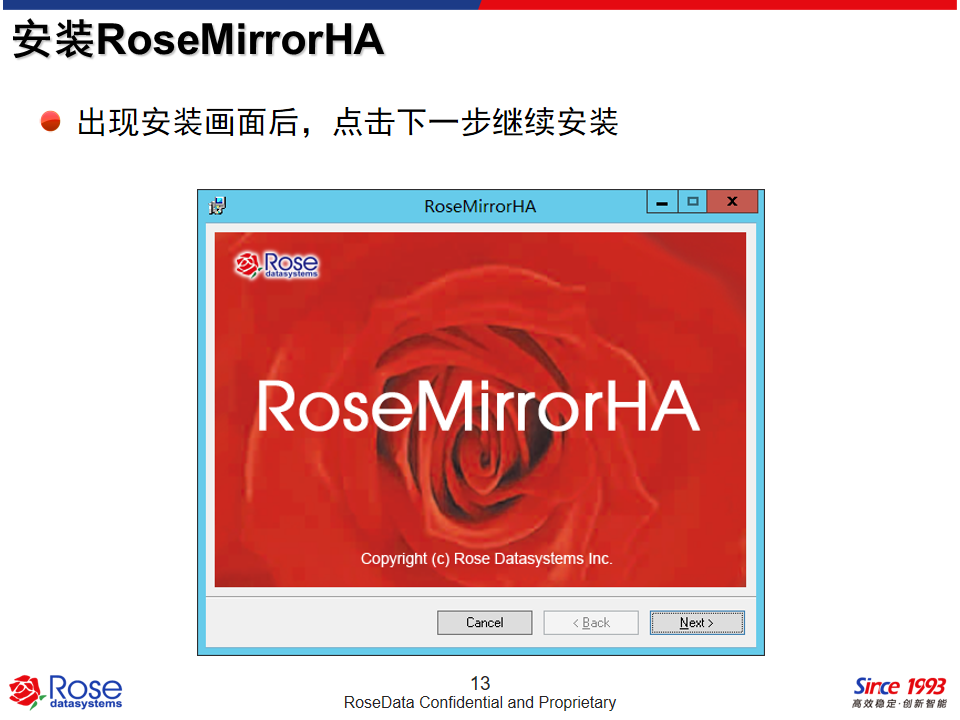 安装RoseMirrorHA
出现安装画面后，点击下一步继续安装
RoseMirrorHA
Rose
datasystems
RoseMirrorHA
Copyright (c) Rose Datasystems Inc.
Cancel
< Back
Next >
Rose
datasystems
13
RoseData Confidential and Proprietary
Since 1993
高效稳定·创新智能